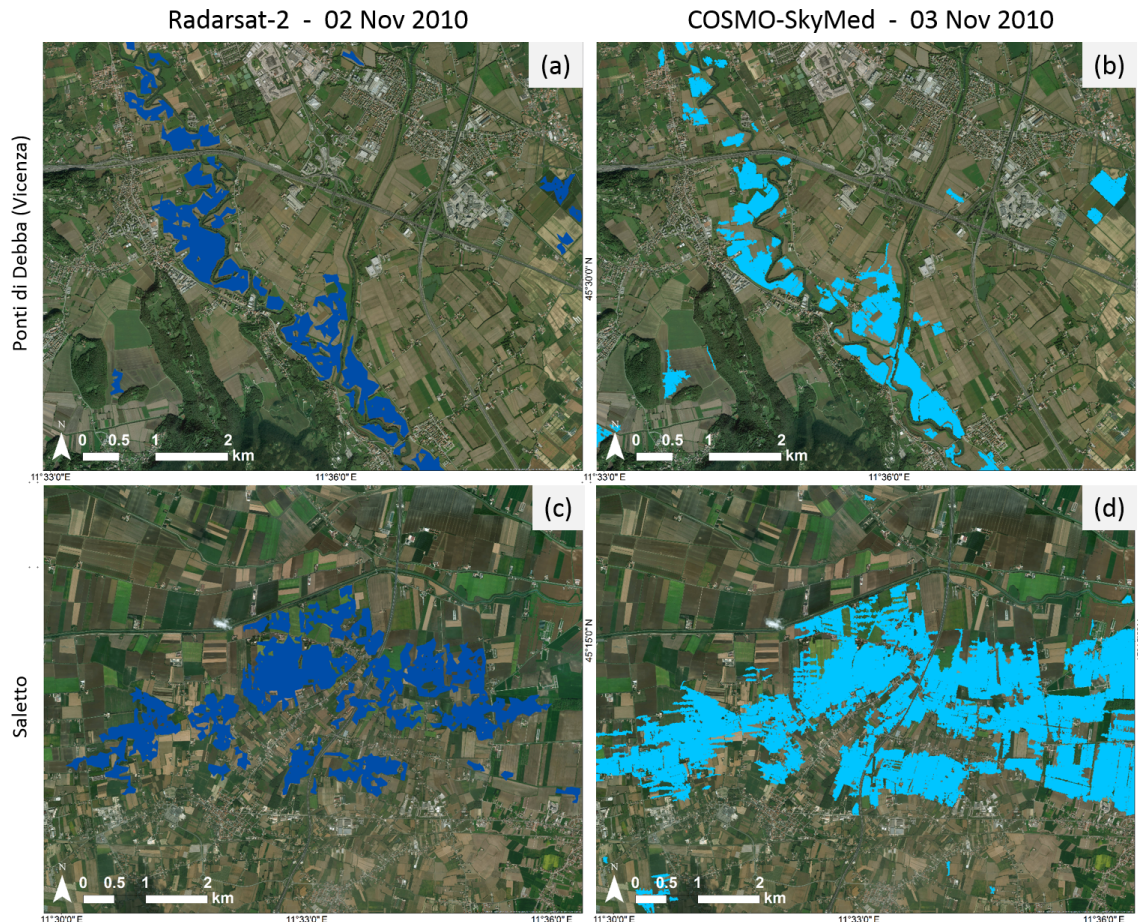 Radarsat-2 - 02 Nov 2010
COSMO-SkyMed - 03 Nov 2010
Ponti di Debba (Vicenza)
(a)
N
0 0.5 1 2
km
11°33'0"E
11°36'0"E
45°30'0"N
(b)
N
0 0.5 1 2
km
11°33'0"E
11°36'0"E
Saletto
(c)
N
0 0.5 1 2
km
11°30'0"E
11°33'0"E
11°36'0"E
45°15'0"N
(d)
N
0 0.5 1 2
km
11°30'0"E
11°33'0"E
11°36'0"E